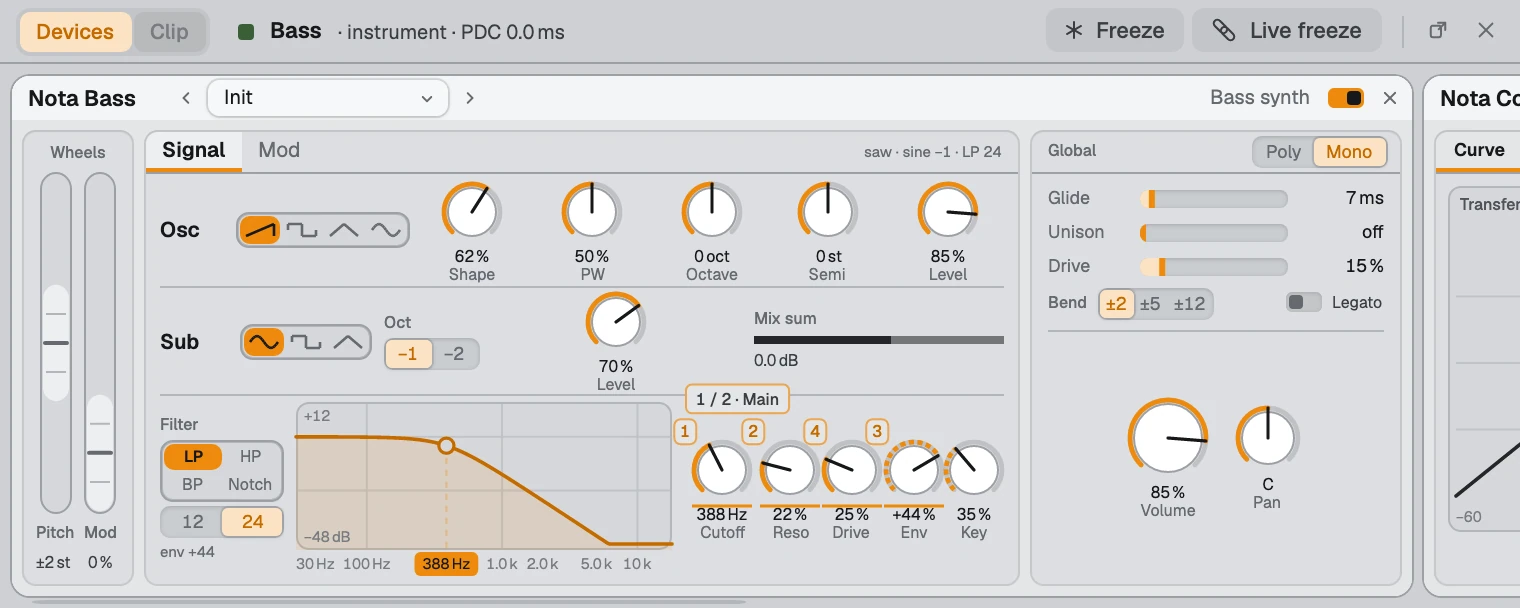 Devices
Clip
Bass · instrument · PDC 0.0 ms
Freeze
Live freeze
Nota Bass
Init
Bass synth
Nota Co
Wheels
Pitch Mod
±2 st 0 %
Signal
Mod
saw · sine −1 · LP 24
Osc
62 % 50 % 0 oct 0 st 85 %
Shape PW Octave Semi Level
Sub
Oct
−1 −2
70 %
Level
Mix sum
0.0 dB
Filter
LP HP
BP Notch
12 24
env +44
+12
−48 dB
30 Hz 100 Hz 388 Hz 1.0 k 2.0 k 5.0 k 10 k
1 / 2 · Main
1 2 4 3
388 Hz 22 % 25 % +44 % 35 %
Cutoff Reso Drive Env Key
Global
Poly Mono
Glide 7 ms
Unison off
Drive 15 %
Bend ±2 ±5 ±12 Legato
85 % C
Volume Pan
Curve
Transfer
−60